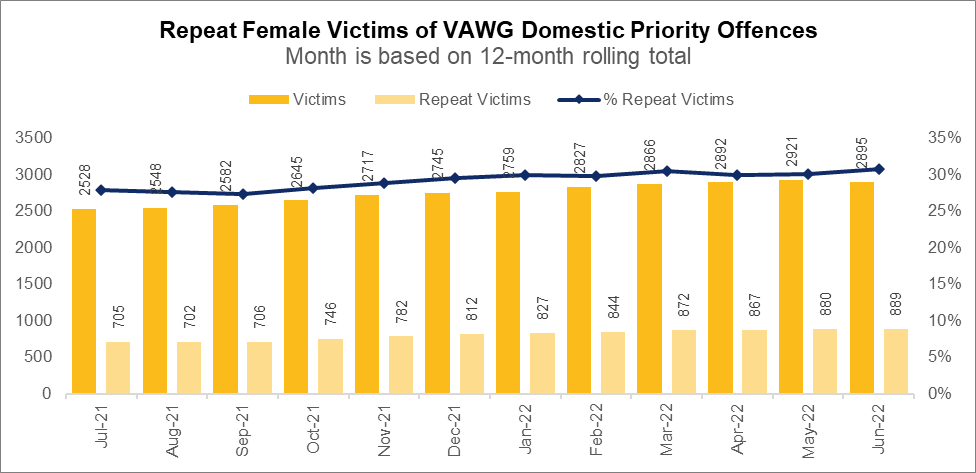 Repeat Female Victims of VAWG Domestic Priority Offences
Month is based on 12-month rolling total
Victims Repeat Victims % Repeat Victims
3500 35%
3000 30%
2500 25%
2000 20%
1500 15%
1000 10%
500 5%
0 0%
2528 2548 2582 2645 2717 2745 2759 2827 2866 2892 2921 2895
705 702 706 746 782 812 827 844 872 867 880 889
Jul-21 Aug-21 Sep-21 Oct-21 Nov-21 Dec-21 Jan-22 Feb-22 Mar-22 Apr-22 May-22 Jun-22